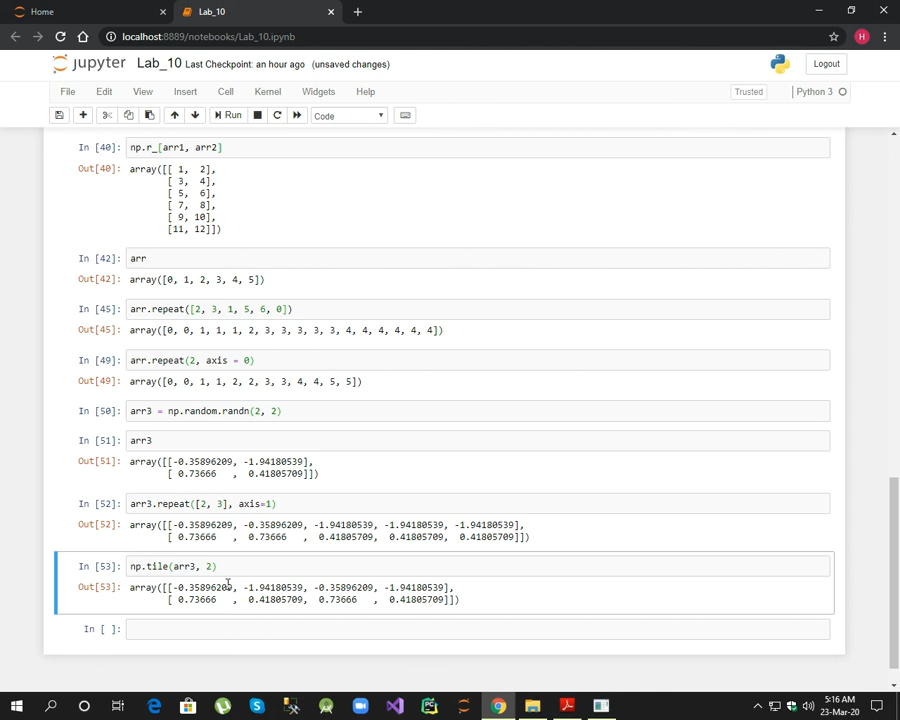 Home
Lab_10
localhost:8889/notebooks/Lab_10.ipynb
H
jupyter Lab_10 Last Checkpoint: an hour ago (unsaved changes)
Logout
File Edit View Insert Cell Kernel Widgets Help
Trusted
Python 3
Run
Code
In [40]: np.r_[arr1, arr2]
Out[40]: array([[ 1, 2],
[ 3, 4],
[ 5, 6],
[ 7, 8],
[ 9, 10],
[11, 12]])
In [42]: arr
Out[42]: array([0, 1, 2, 3, 4, 5])
In [45]: arr.repeat([2, 3, 1, 5, 6, 0])
Out[45]: array([0, 0, 1, 1, 1, 2, 3, 3, 3, 3, 3, 4, 4, 4, 4, 4, 4])
In [49]: arr.repeat(2, axis = 0)
Out[49]: array([0, 0, 1, 1, 2, 2, 3, 3, 4, 4, 5, 5])
In [50]: arr3 = np.random.randn(2, 2)
In [51]: arr3
Out[51]: array([[-0.35896209, -1.94180539],
[ 0.73666 , 0.41805709]])
In [52]: arr3.repeat([2, 3], axis=1)
Out[52]: array([[-0.35896209, -0.35896209, -1.94180539, -1.94180539, -1.94180539],
[ 0.73666 , 0.73666 , 0.41805709, 0.41805709, 0.41805709]])
In [53]: np.tile(arr3, 2)
Out[53]: array([[-0.35896209, -1.94180539, -0.35896209, -1.94180539],
[ 0.73666 , 0.41805709, 0.73666 , 0.41805709]])
In [ ]:
5:16 AM
23-Mar-20